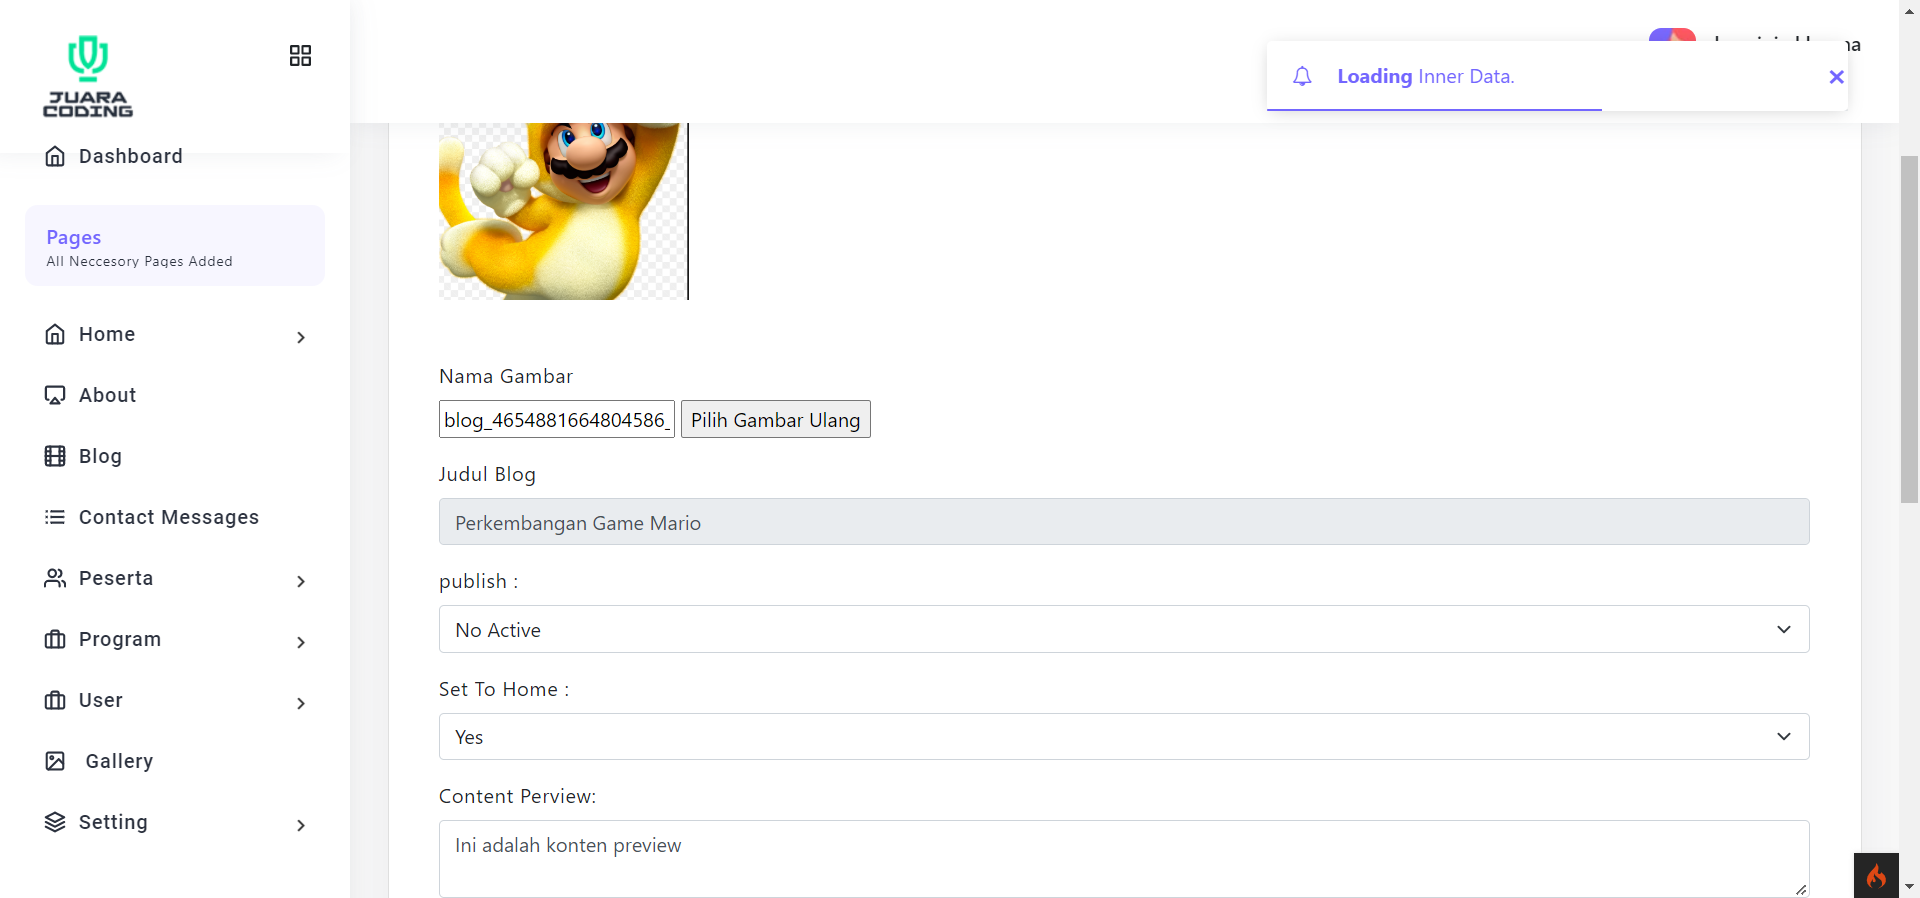 JUARA
CODING
Dashboard
Pages
All Neccesory Pages Added
Home
About
Blog
Contact Messages
Peserta
Program
User
Gallery
Setting
Loading Inner Data.
Nama Gambar
blog_4654881664804586_
Pilih Gambar Ulang
Judul Blog
Perkembangan Game Mario
publish :
No Active
Set To Home :
Yes
Content Perview:
Ini adalah konten preview